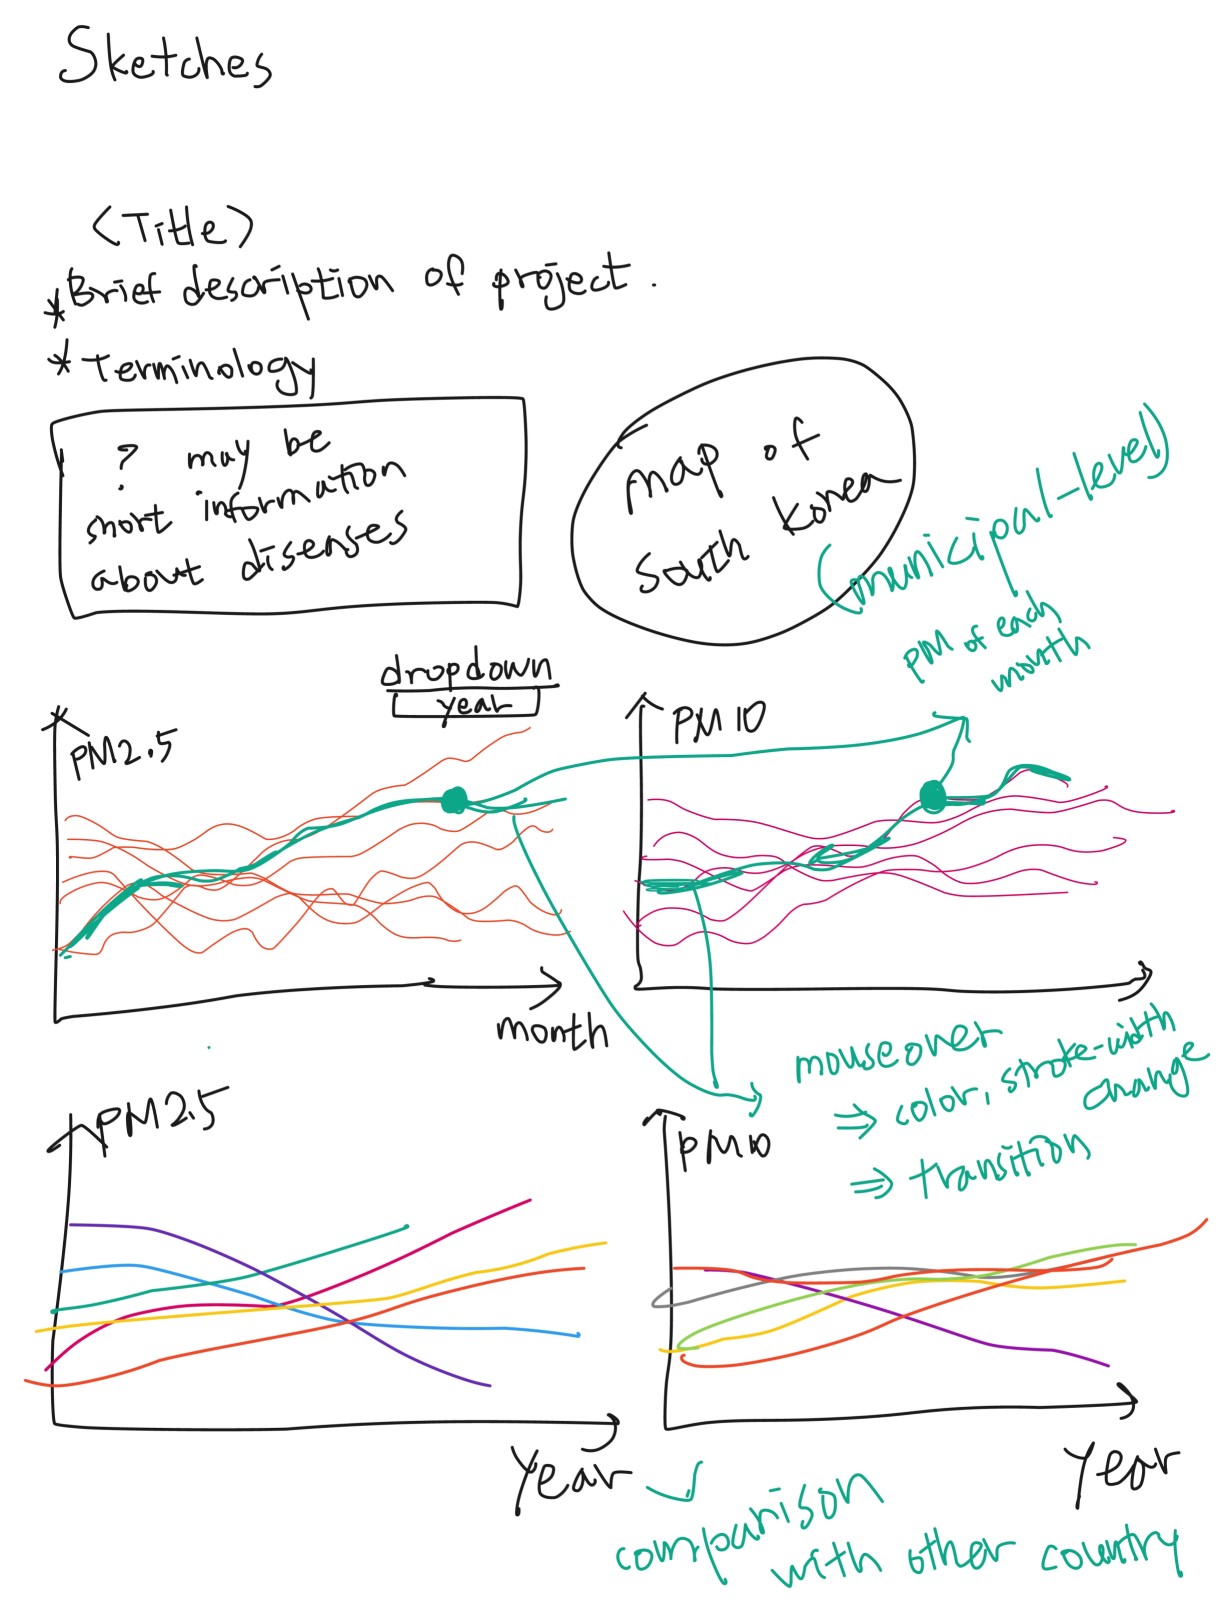 Sketches
<Title>
* Brief description of project.
* Terminology
? may be
short information
about diseases
map of
south korea
(municipal-level)
PM of each
month
dropdown
year
PM2.5
PM 10
month
mouseover
⇒ color, stroke-width
change
⇒ transition
PM2.5
PM10
Year
Year
comparison
with other country